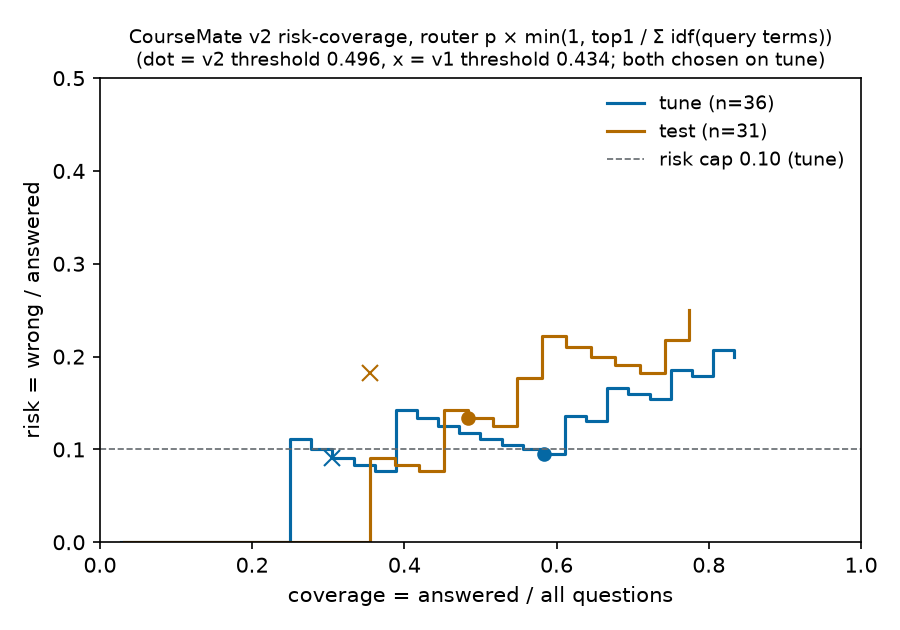 CourseMate v2 risk-coverage, router p × min(1, top1 / Σ idf(query terms))
(dot = v2 threshold 0.496, x = v1 threshold 0.434; both chosen on tune)
tune (n=36)
test (n=31)
risk cap 0.10 (tune)
risk = wrong / answered
0.5
0.4
0.3
0.2
0.1
0.0
0.0 0.2 0.4 0.6 0.8 1.0
coverage = answered / all questions